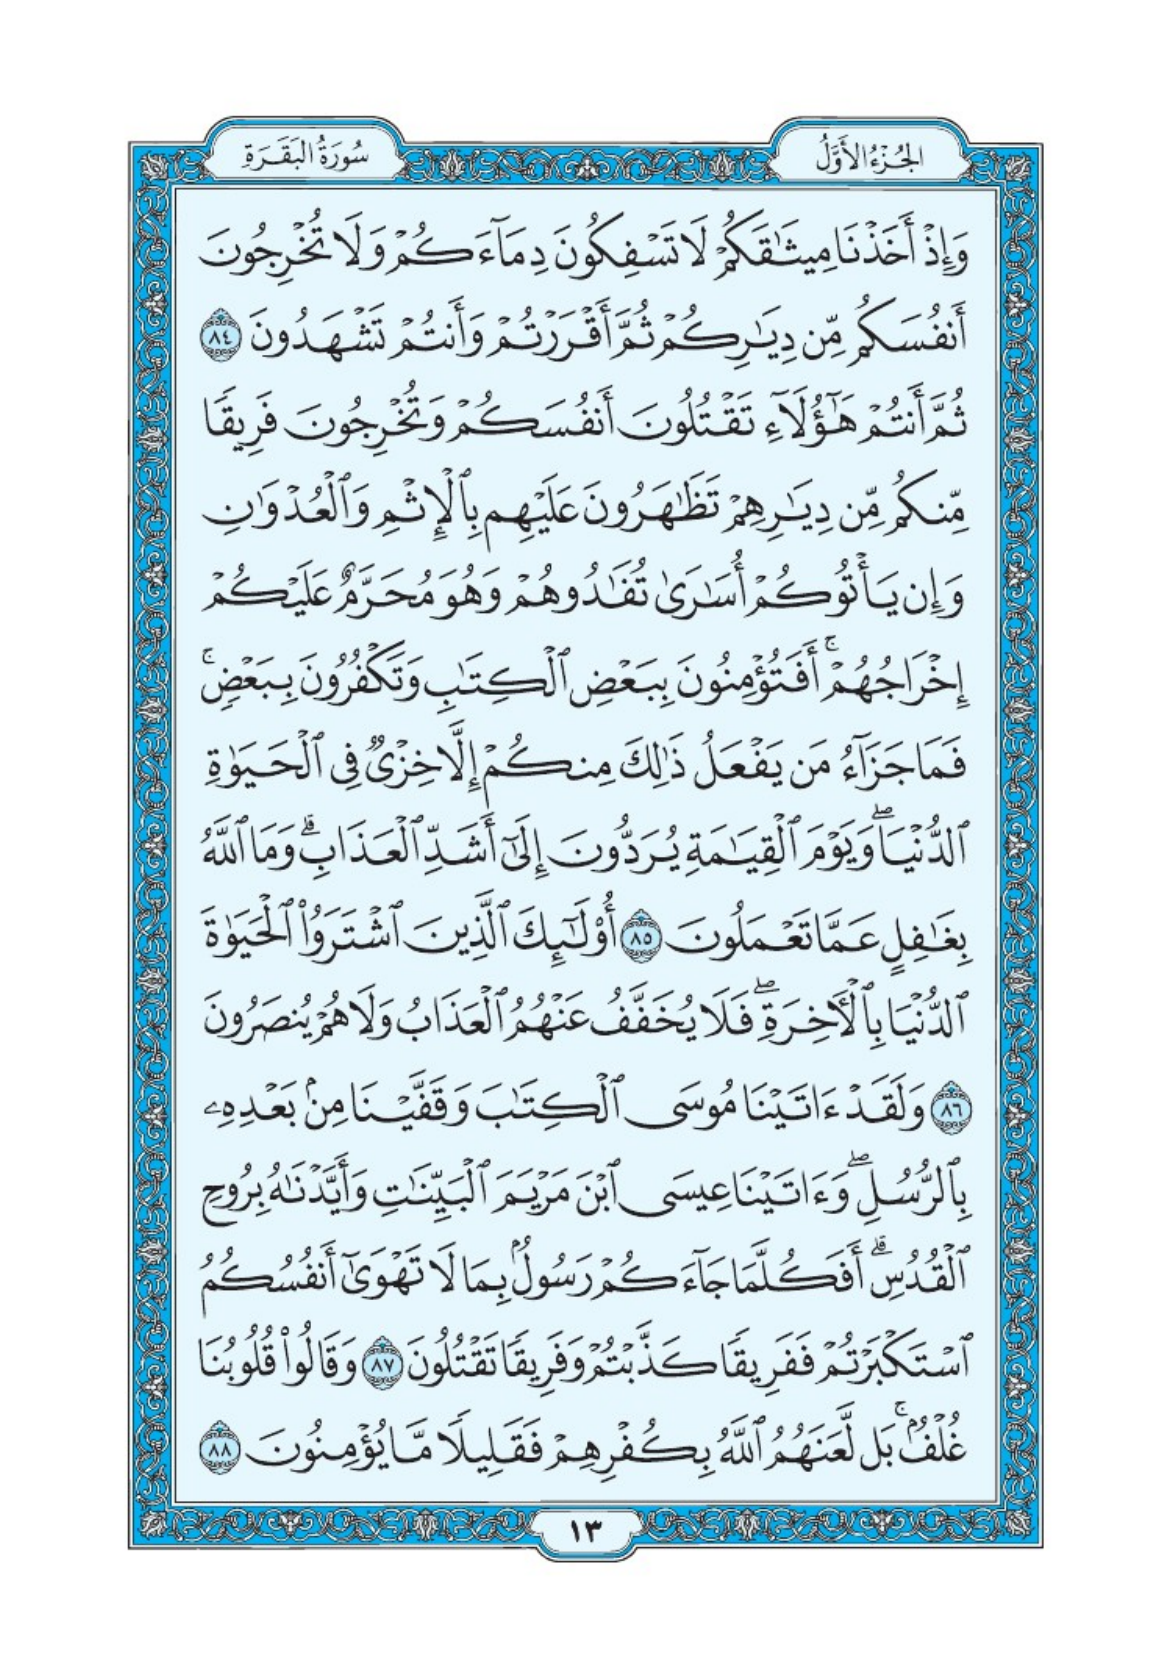 الجُزْءُ الأَوَّلُ
سُورَةُ البَقَرَةِ
وَإِذْ أَخَذْنَا مِيثَٰقَكُمْ لَا تَسْفِكُونَ دِمَآءَكُمْ وَلَا تُخْرِجُونَ
أَنفُسَكُم مِّن دِيَٰرِكُمْ ثُمَّ أَقْرَرْتُمْ وَأَنتُمْ تَشْهَدُونَ ٨٤
ثُمَّ أَنتُمْ هَٰٓؤُلَآءِ تَقْتُلُونَ أَنفُسَكُمْ وَتُخْرِجُونَ فَرِيقًا
مِّنكُم مِّن دِيَٰرِهِمْ تَظَٰهَرُونَ عَلَيْهِم بِٱلْإِثْمِ وَٱلْعُدْوَٰنِ
وَإِن يَأْتُوكُمْ أُسَٰرَىٰ تُفَٰدُوهُمْ وَهُوَ مُحَرَّمٌ عَلَيْكُمْ
إِخْرَاجُهُمْ ۚ أَفَتُؤْمِنُونَ بِبَعْضِ ٱلْكِتَٰبِ وَتَكْفُرُونَ بِبَعْضٍ ۚ
فَمَا جَزَآءُ مَن يَفْعَلُ ذَٰلِكَ مِنكُمْ إِلَّا خِزْىٌ فِى ٱلْحَيَوٰةِ
ٱلدُّنْيَا ۖ وَيَوْمَ ٱلْقِيَٰمَةِ يُرَدُّونَ إِلَىٰٓ أَشَدِّ ٱلْعَذَابِ ۗ وَمَا ٱللَّهُ
بِغَٰفِلٍ عَمَّا تَعْمَلُونَ ٨٥ أُو۟لَٰٓئِكَ ٱلَّذِينَ ٱشْتَرَوُا۟ ٱلْحَيَوٰةَ
ٱلدُّنْيَا بِٱلْءَاخِرَةِ ۖ فَلَا يُخَفَّفُ عَنْهُمُ ٱلْعَذَابُ وَلَا هُمْ يُنصَرُونَ
٨٦ وَلَقَدْ ءَاتَيْنَا مُوسَى ٱلْكِتَٰبَ وَقَفَّيْنَا مِنۢ بَعْدِهِۦ
بِٱلرُّسُلِ ۖ وَءَاتَيْنَا عِيسَى ٱبْنَ مَرْيَمَ ٱلْبَيِّنَٰتِ وَأَيَّدْنَٰهُ بِرُوحِ
ٱلْقُدُسِ ۗ أَفَكُلَّمَا جَآءَكُمْ رَسُولٌۢ بِمَا لَا تَهْوَىٰٓ أَنفُسُكُمُ
ٱسْتَكْبَرْتُمْ فَفَرِيقًا كَذَّبْتُمْ وَفَرِيقًا تَقْتُلُونَ ٨٧ وَقَالُوا۟ قُلُوبُنَا
غُلْفٌۢ ۚ بَل لَّعَنَهُمُ ٱللَّهُ بِكُفْرِهِمْ فَقَلِيلًا مَّا يُؤْمِنُونَ ٨٨
١٣